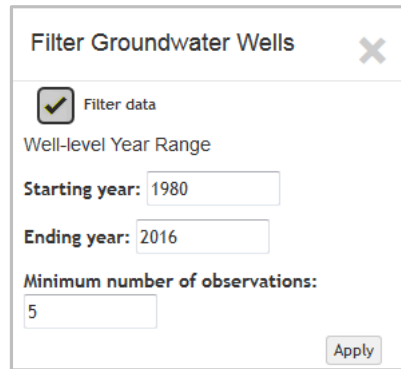 Filter Groundwater Wells
Filter data
Well-level Year Range
Starting year: 1980
Ending year: 2016
Minimum number of observations:
5
Apply